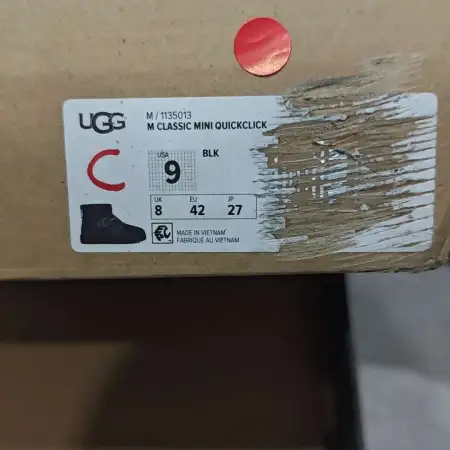 UGG
M / 1135013
M CLASSIC MINI QUICKCLICK
C
USA
9
BLK
UK EU JP
8 42 27
MADE IN VIETNAM
FABRIQUÉ AU VIETNAM